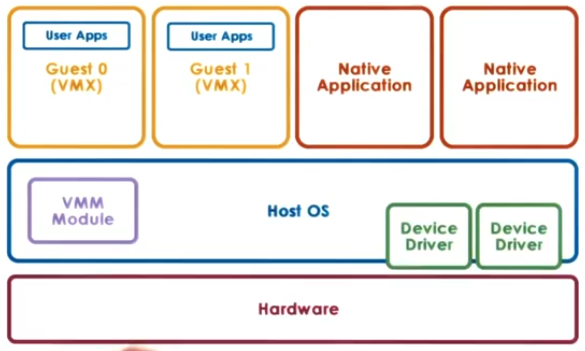 User Apps
Guest 0
(VMX)
User Apps
Guest 1
(VMX)
Native
Application
Native
Application
VMM
Module
Host OS
Device
Driver
Device
Driver
Hardware